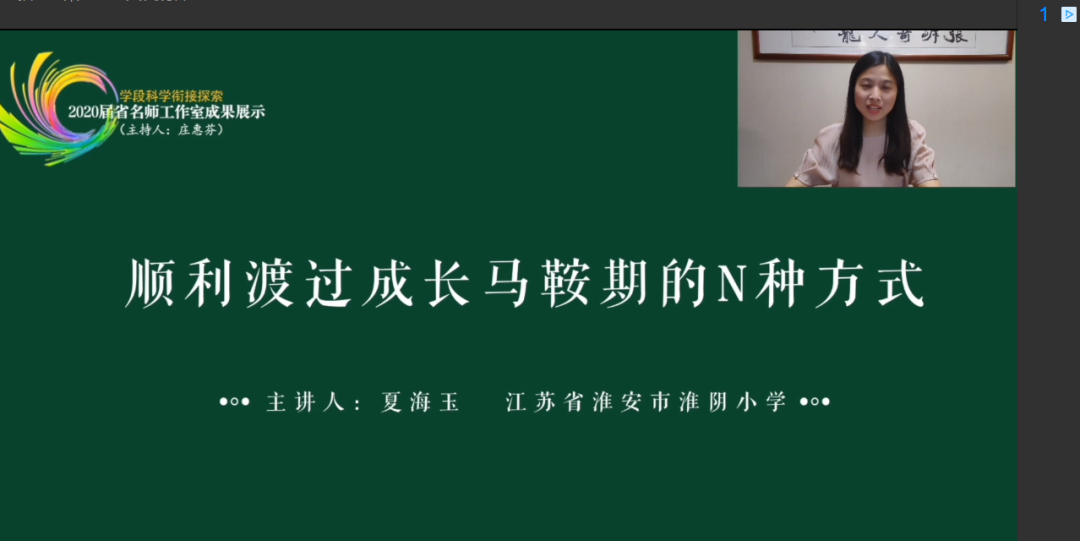 1
学段科学衔接探索
2020届省名师工作室成果展示
（主持人：庄惠芬）
顺利渡过成长马鞍期的N种方式
主讲人：夏海玉 江苏省淮安市淮阴小学